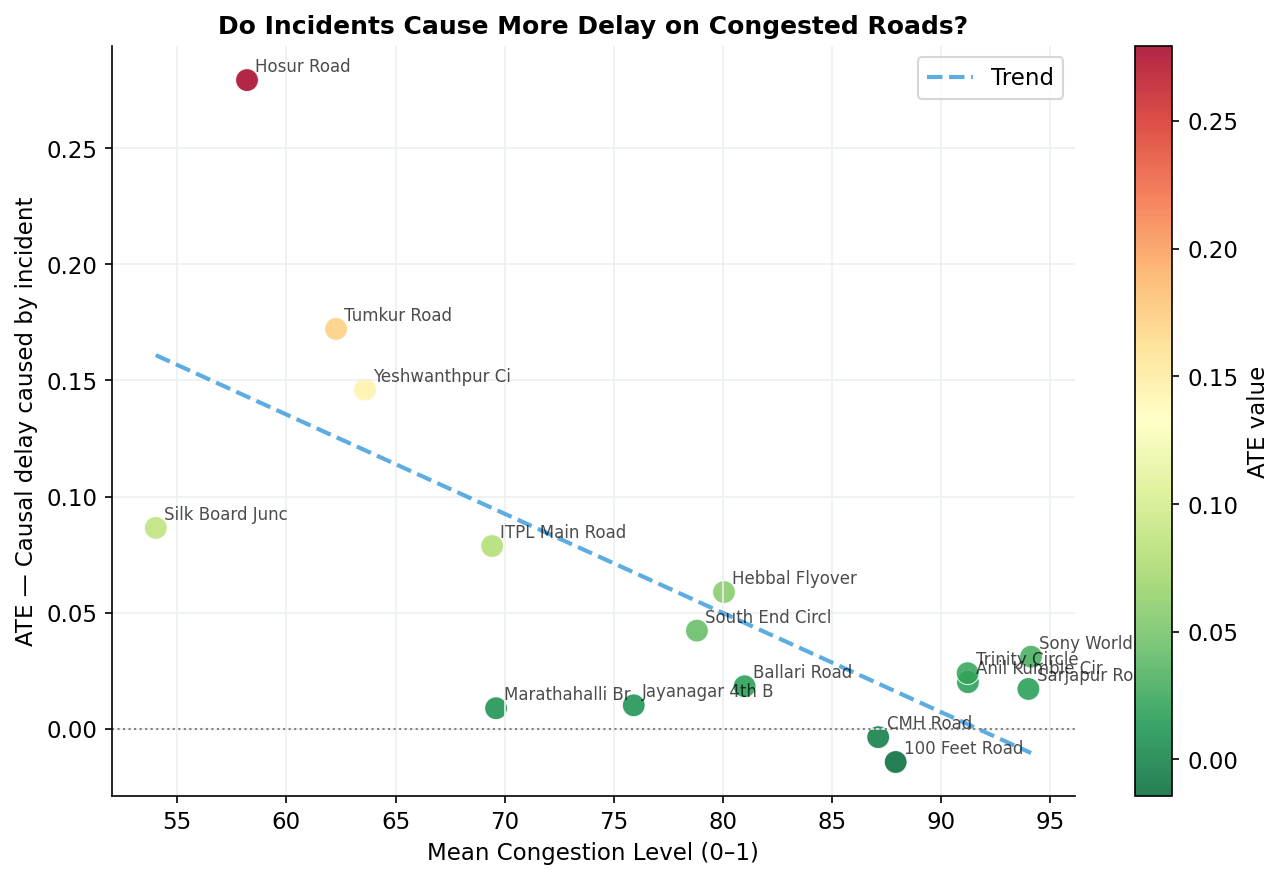 Do Incidents Cause More Delay on Congested Roads?
Trend
Hosur Road
Tumkur Road
Yeshwanthpur Ci
Silk Board Junc
ITPL Main Road
Hebbal Flyover
South End Circl
Sony World
Trinity Circle
Anil Kumble Cir
Sarjapur Ro
Ballari Road
Marathahalli Br
Jayanagar 4th B
CMH Road
100 Feet Road
ATE — Causal delay caused by incident
0.25
0.20
0.15
0.10
0.05
0.00
55 60 65 70 75 80 85 90 95
Mean Congestion Level (0–1)
0.25
0.20
0.15
0.10
0.05
0.00
ATE value